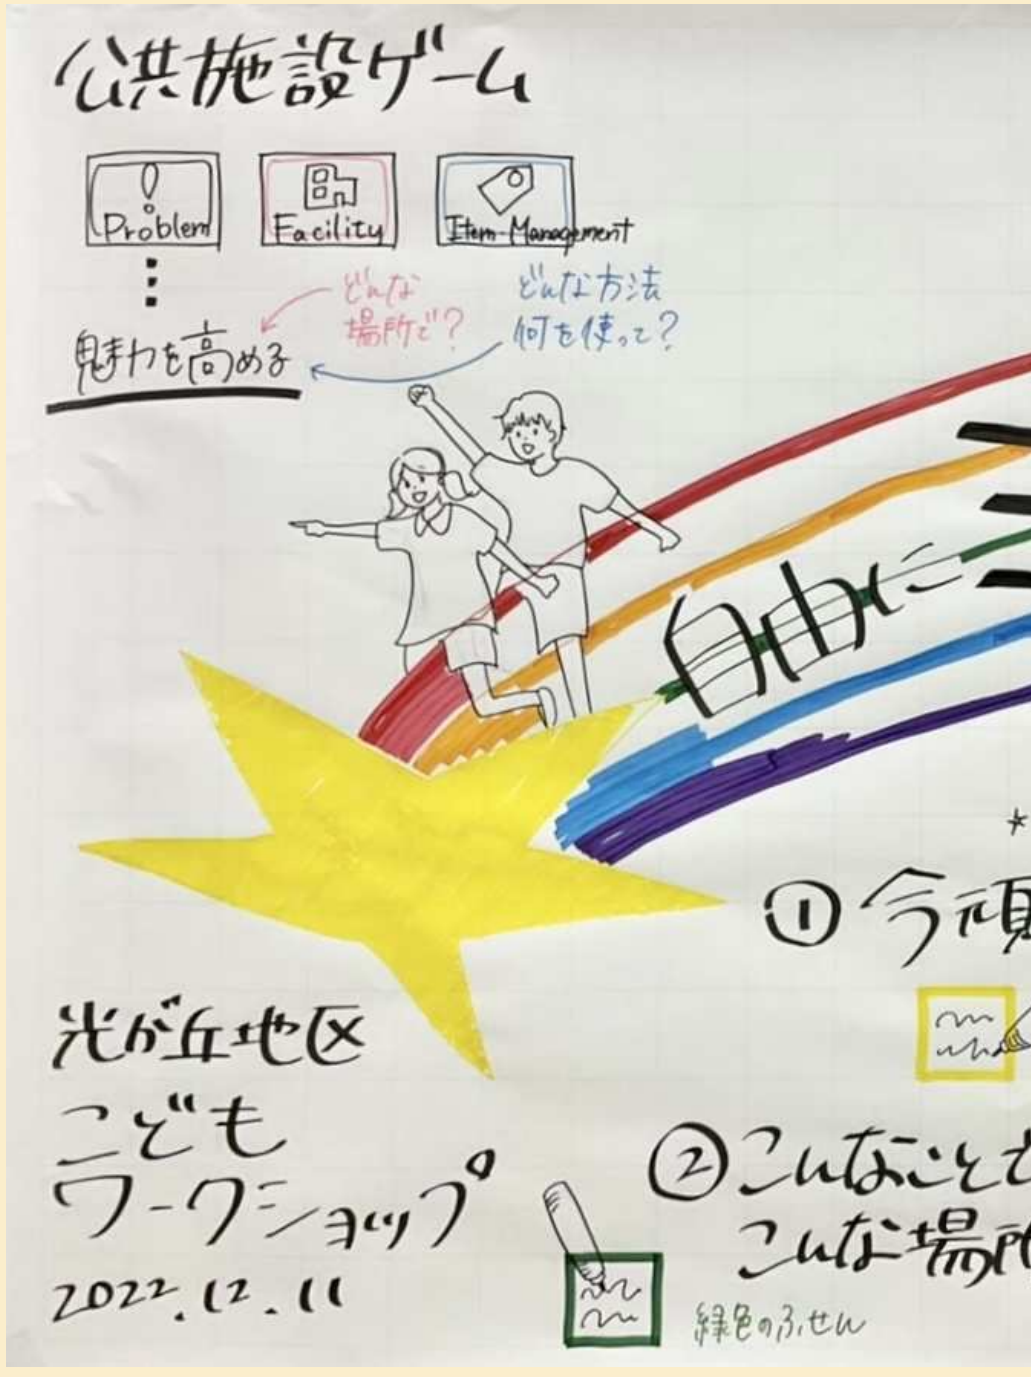 公共施設ゲーム
Problem
Facility
Item Management
どんな
場所で?
どんな方法
何を使って?
魅力を高める
自由に
① 今
②こんなこと
こんな場所
緑色のふせん
光が丘地区
こども
ワークショップ
2022.12.11